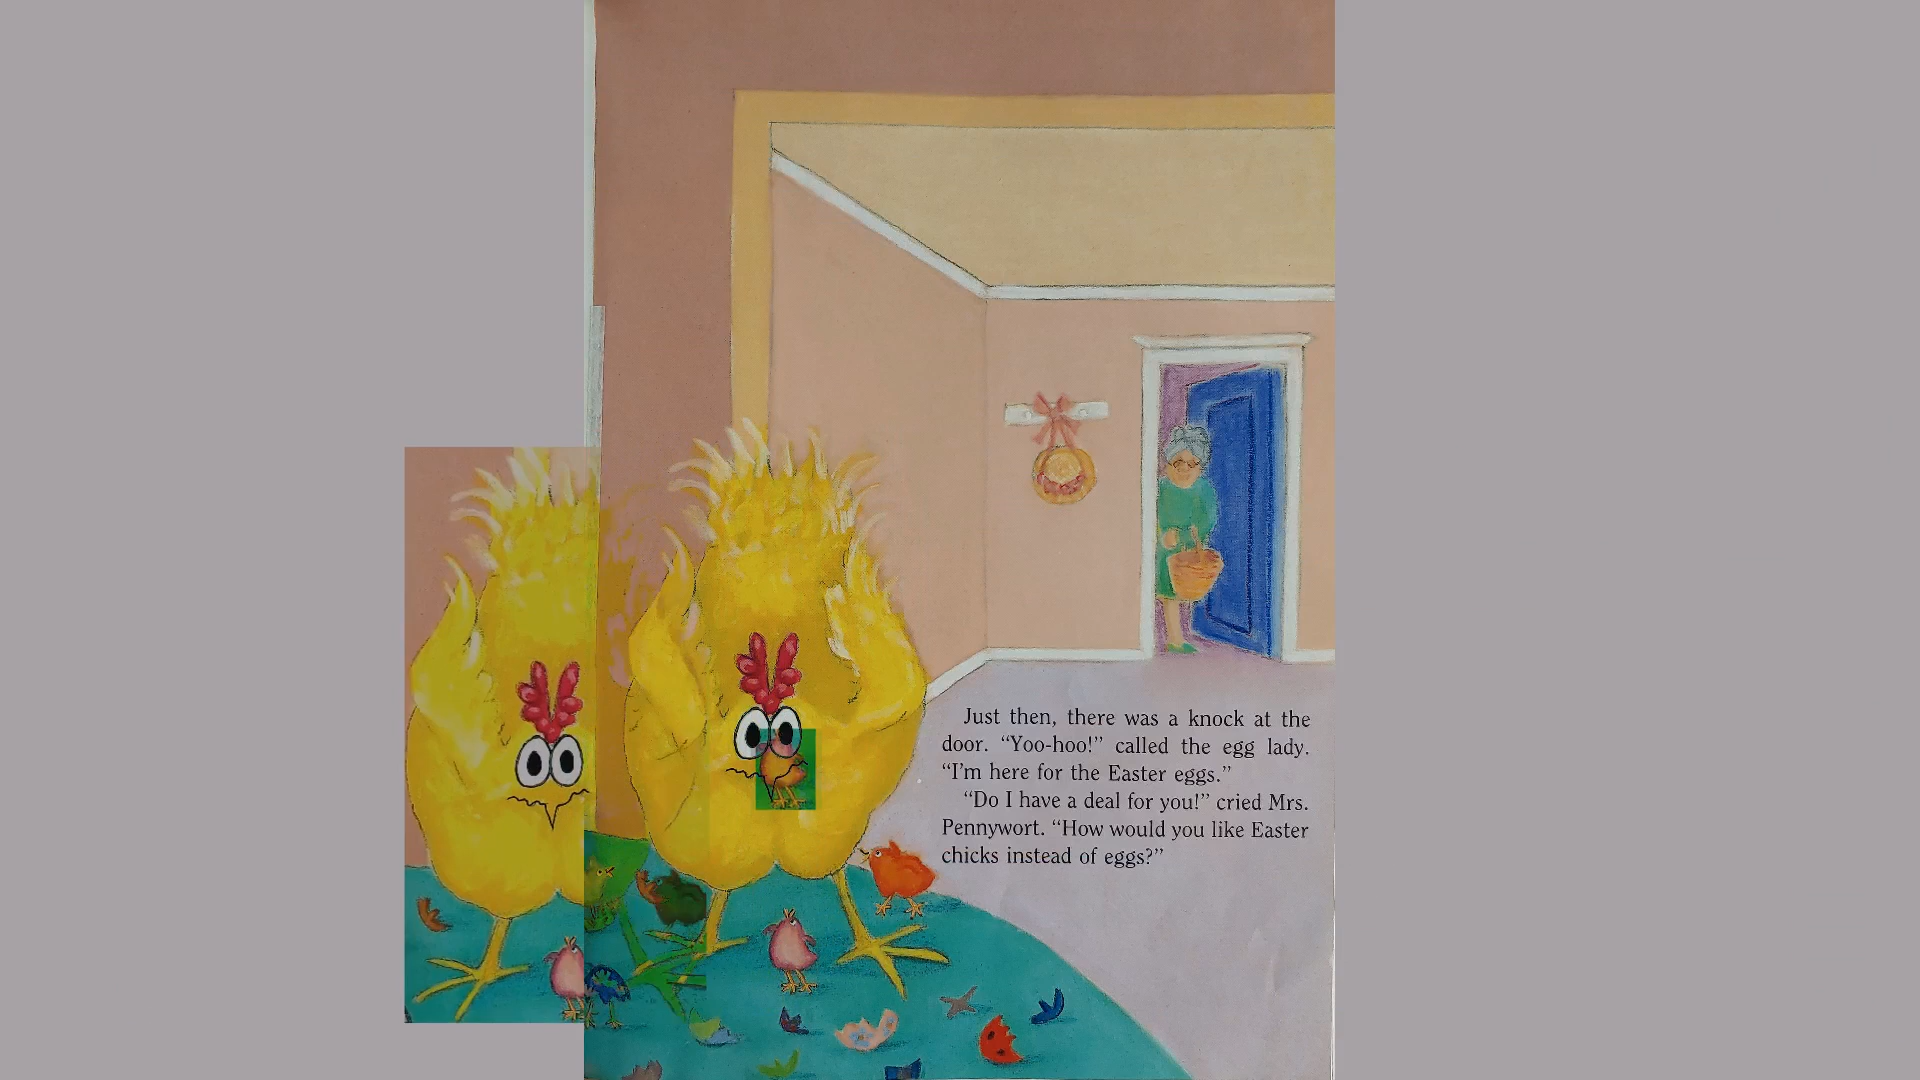 Just then, there was a knock at the
door. “Yoo-hoo!” called the egg lady.
“I’m here for the Easter eggs.”
“Do I have a deal for you!” cried Mrs.
Pennywort. “How would you like Easter
chicks instead of eggs?”